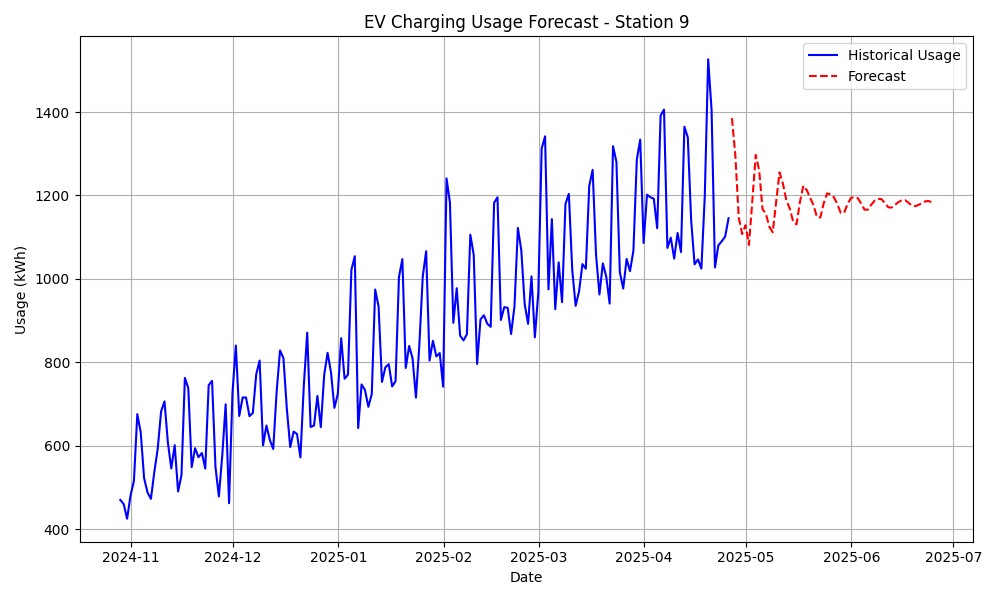 EV Charging Usage Forecast - Station 9
Historical Usage
Forecast
Usage (kWh)
1400
1200
1000
800
600
400
2024-11 2024-12 2025-01 2025-02 2025-03 2025-04 2025-05 2025-06 2025-07
Date